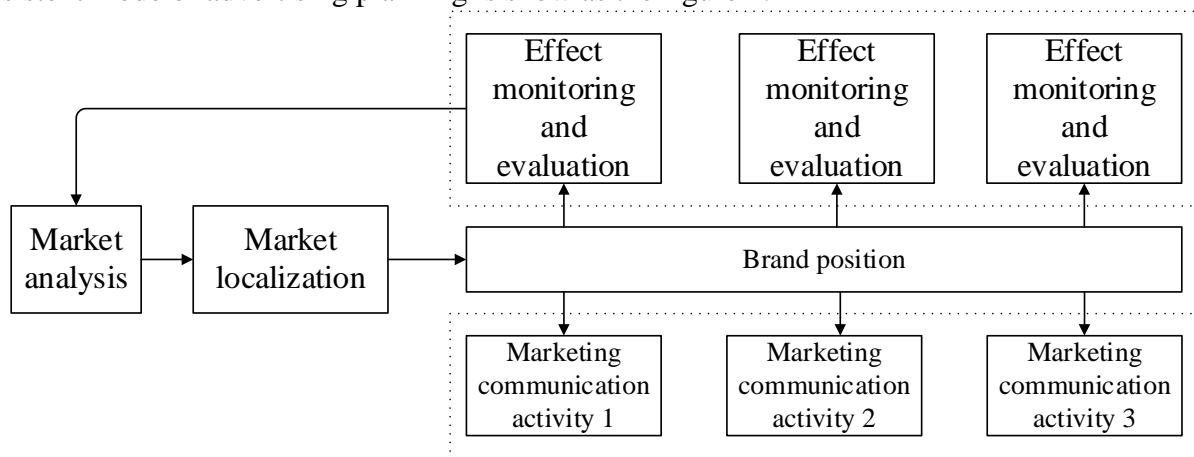 Effect
monitoring
and
evaluation
Effect
monitoring
and
evaluation
Effect
monitoring
and
evaluation
Market
analysis
Market
localization
Brand position
Marketing
communication
activity 1
Marketing
communication
activity 2
Marketing
communication
activity 3